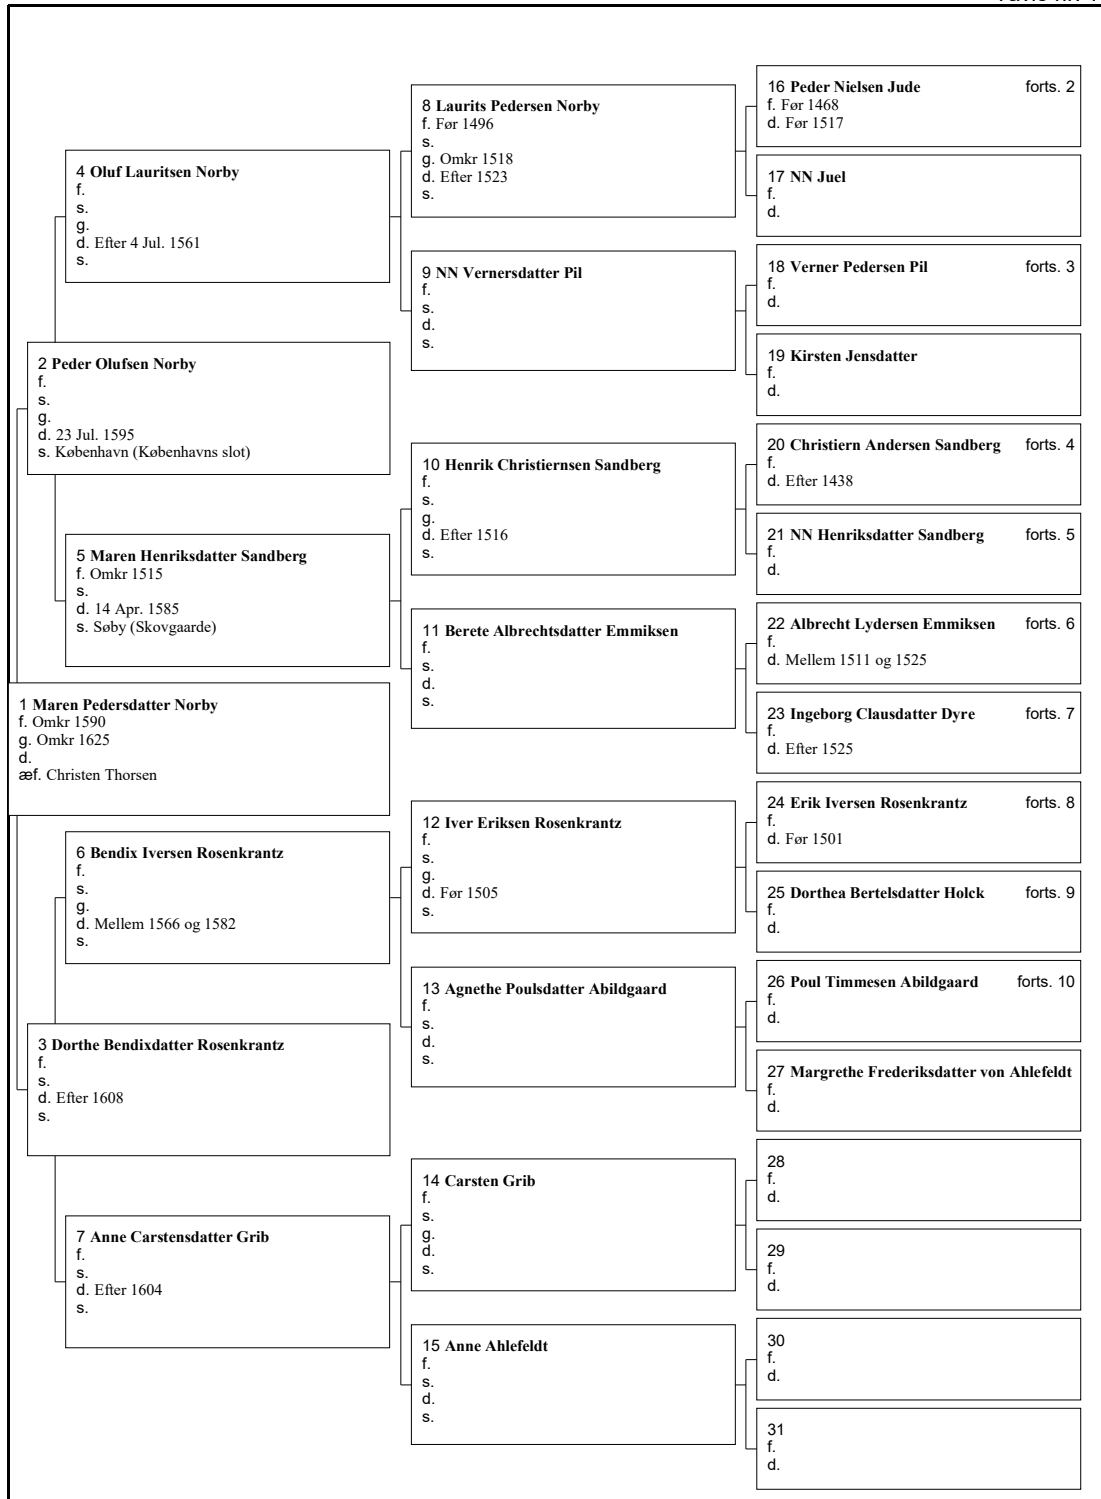 16 Peder Nielsen Jude forts. 2
f. Før 1468
d. Før 1517
8 Laurits Pedersen Norby
f. Før 1496
s.
g. Omkr 1518
d. Efter 1523
s.
4 Oluf Lauritsen Norby
f.
s.
g.
d. Efter 4 Jul. 1561
s.
17 NN Juel
f.
d.
9 NN Vernersdatter Pil
f.
s.
d.
s.
18 Verner Pedersen Pil forts. 3
f.
d.
19 Kirsten Jensdatter
f.
d.
2 Peder Olufsen Norby
f.
s.
g.
d. 23 Jul. 1595
s. København (Københavns slot)
20 Christiern Andersen Sandberg forts. 4
f.
d. Efter 1438
10 Henrik Christiernsen Sandberg
f.
s.
g.
d. Efter 1516
s.
21 NN Henriksdatter Sandberg forts. 5
f.
d.
5 Maren Henriksdatter Sandberg
f. Omkr 1515
s.
d. 14 Apr. 1585
s. Søby (Skovgaarde)
11 Berete Albrechtsdatter Emmiksen
f.
s.
d.
s.
22 Albrecht Lydersen Emmiksen forts. 6
f.
d. Mellem 1511 og 1525
23 Ingeborg Clausdatter Dyre forts. 7
f.
d. Efter 1525
1 Maren Pedersdatter Norby
f. Omkr 1590
g. Omkr 1625
d.
æf. Christen Thorsen
24 Erik Iversen Rosenkrantz forts. 8
f.
d. Før 1501
12 Iver Eriksen Rosenkrantz
f.
s.
g.
d. Før 1505
s.
6 Bendix Iversen Rosenkrantz
f.
s.
g.
d. Mellem 1566 og 1582
s.
25 Dorthea Bertelsdatter Holck forts. 9
f.
d.
13 Agnethe Poulsdatter Abildgaard
f.
s.
d.
s.
26 Poul Timmesen Abildgaard forts. 10
f.
d.
27 Margrethe Frederiksdatter von Ahlefeldt
f.
d.
3 Dorthe Bendixdatter Rosenkrantz
f.
s.
d. Efter 1608
s.
28
f.
d.
14 Carsten Grib
f.
s.
g.
d.
s.
29
f.
d.
7 Anne Carstensdatter Grib
f.
s.
d. Efter 1604
s.
15 Anne Ahlefeldt
f.
s.
d.
s.
30
f.
d.
31
f.
d.